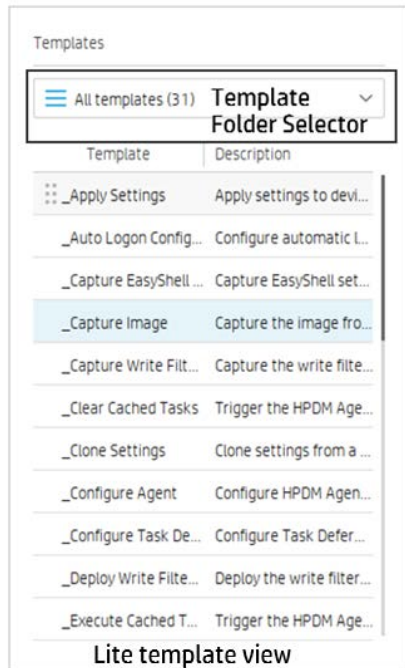 Templates
All templates (31) Template
Folder Selector
Template Description
_Apply Settings Apply settings to devi...
_Auto Logon Config... Configure automatic l...
_Capture EasyShell ... Capture EasyShell set...
_Capture Image Capture the image fro...
_Capture Write Filt... Capture the write filte...
_Clear Cached Tasks Trigger the HPDM Age...
_Clone Settings Clone settings from a ...
_Configure Agent Configure HPDM Agen...
_Configure Task De... Configure Task Defer...
_Deploy Write Filte... Deploy the write filter...
_Execute Cached T... Trigger the HPDM Age...
Lite template view